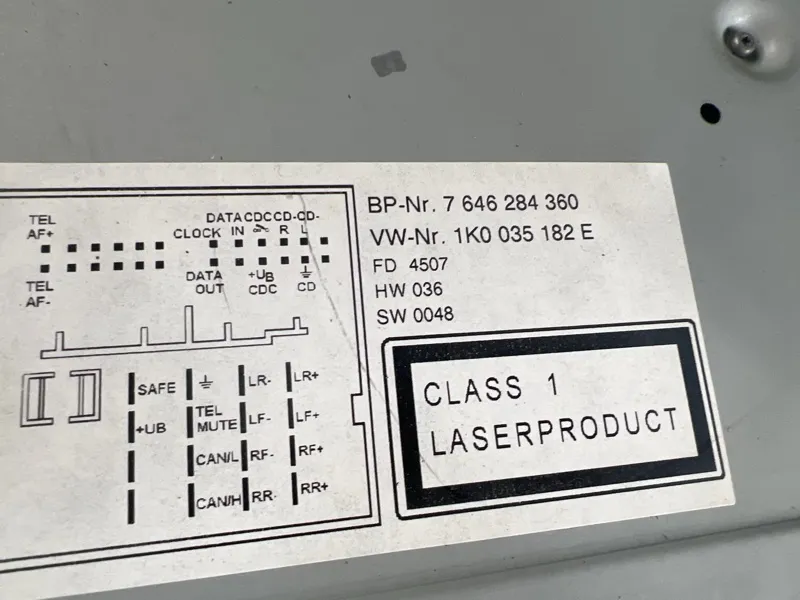 TEL
AF+
TEL
AF-
DATA CDC CD- CD-
CLOCK IN R L
DATA +UB
OUT CDC CD
SAFE LR- LR+
+UB TEL
MUTE LF- LF+
CAN/L RF- RF+
CAN/H RR- RR+
BP-Nr. 7 646 284 360
VW-Nr. 1K0 035 182 E
FD 4507
HW 036
SW 0048
CLASS 1
LASERPRODUCT